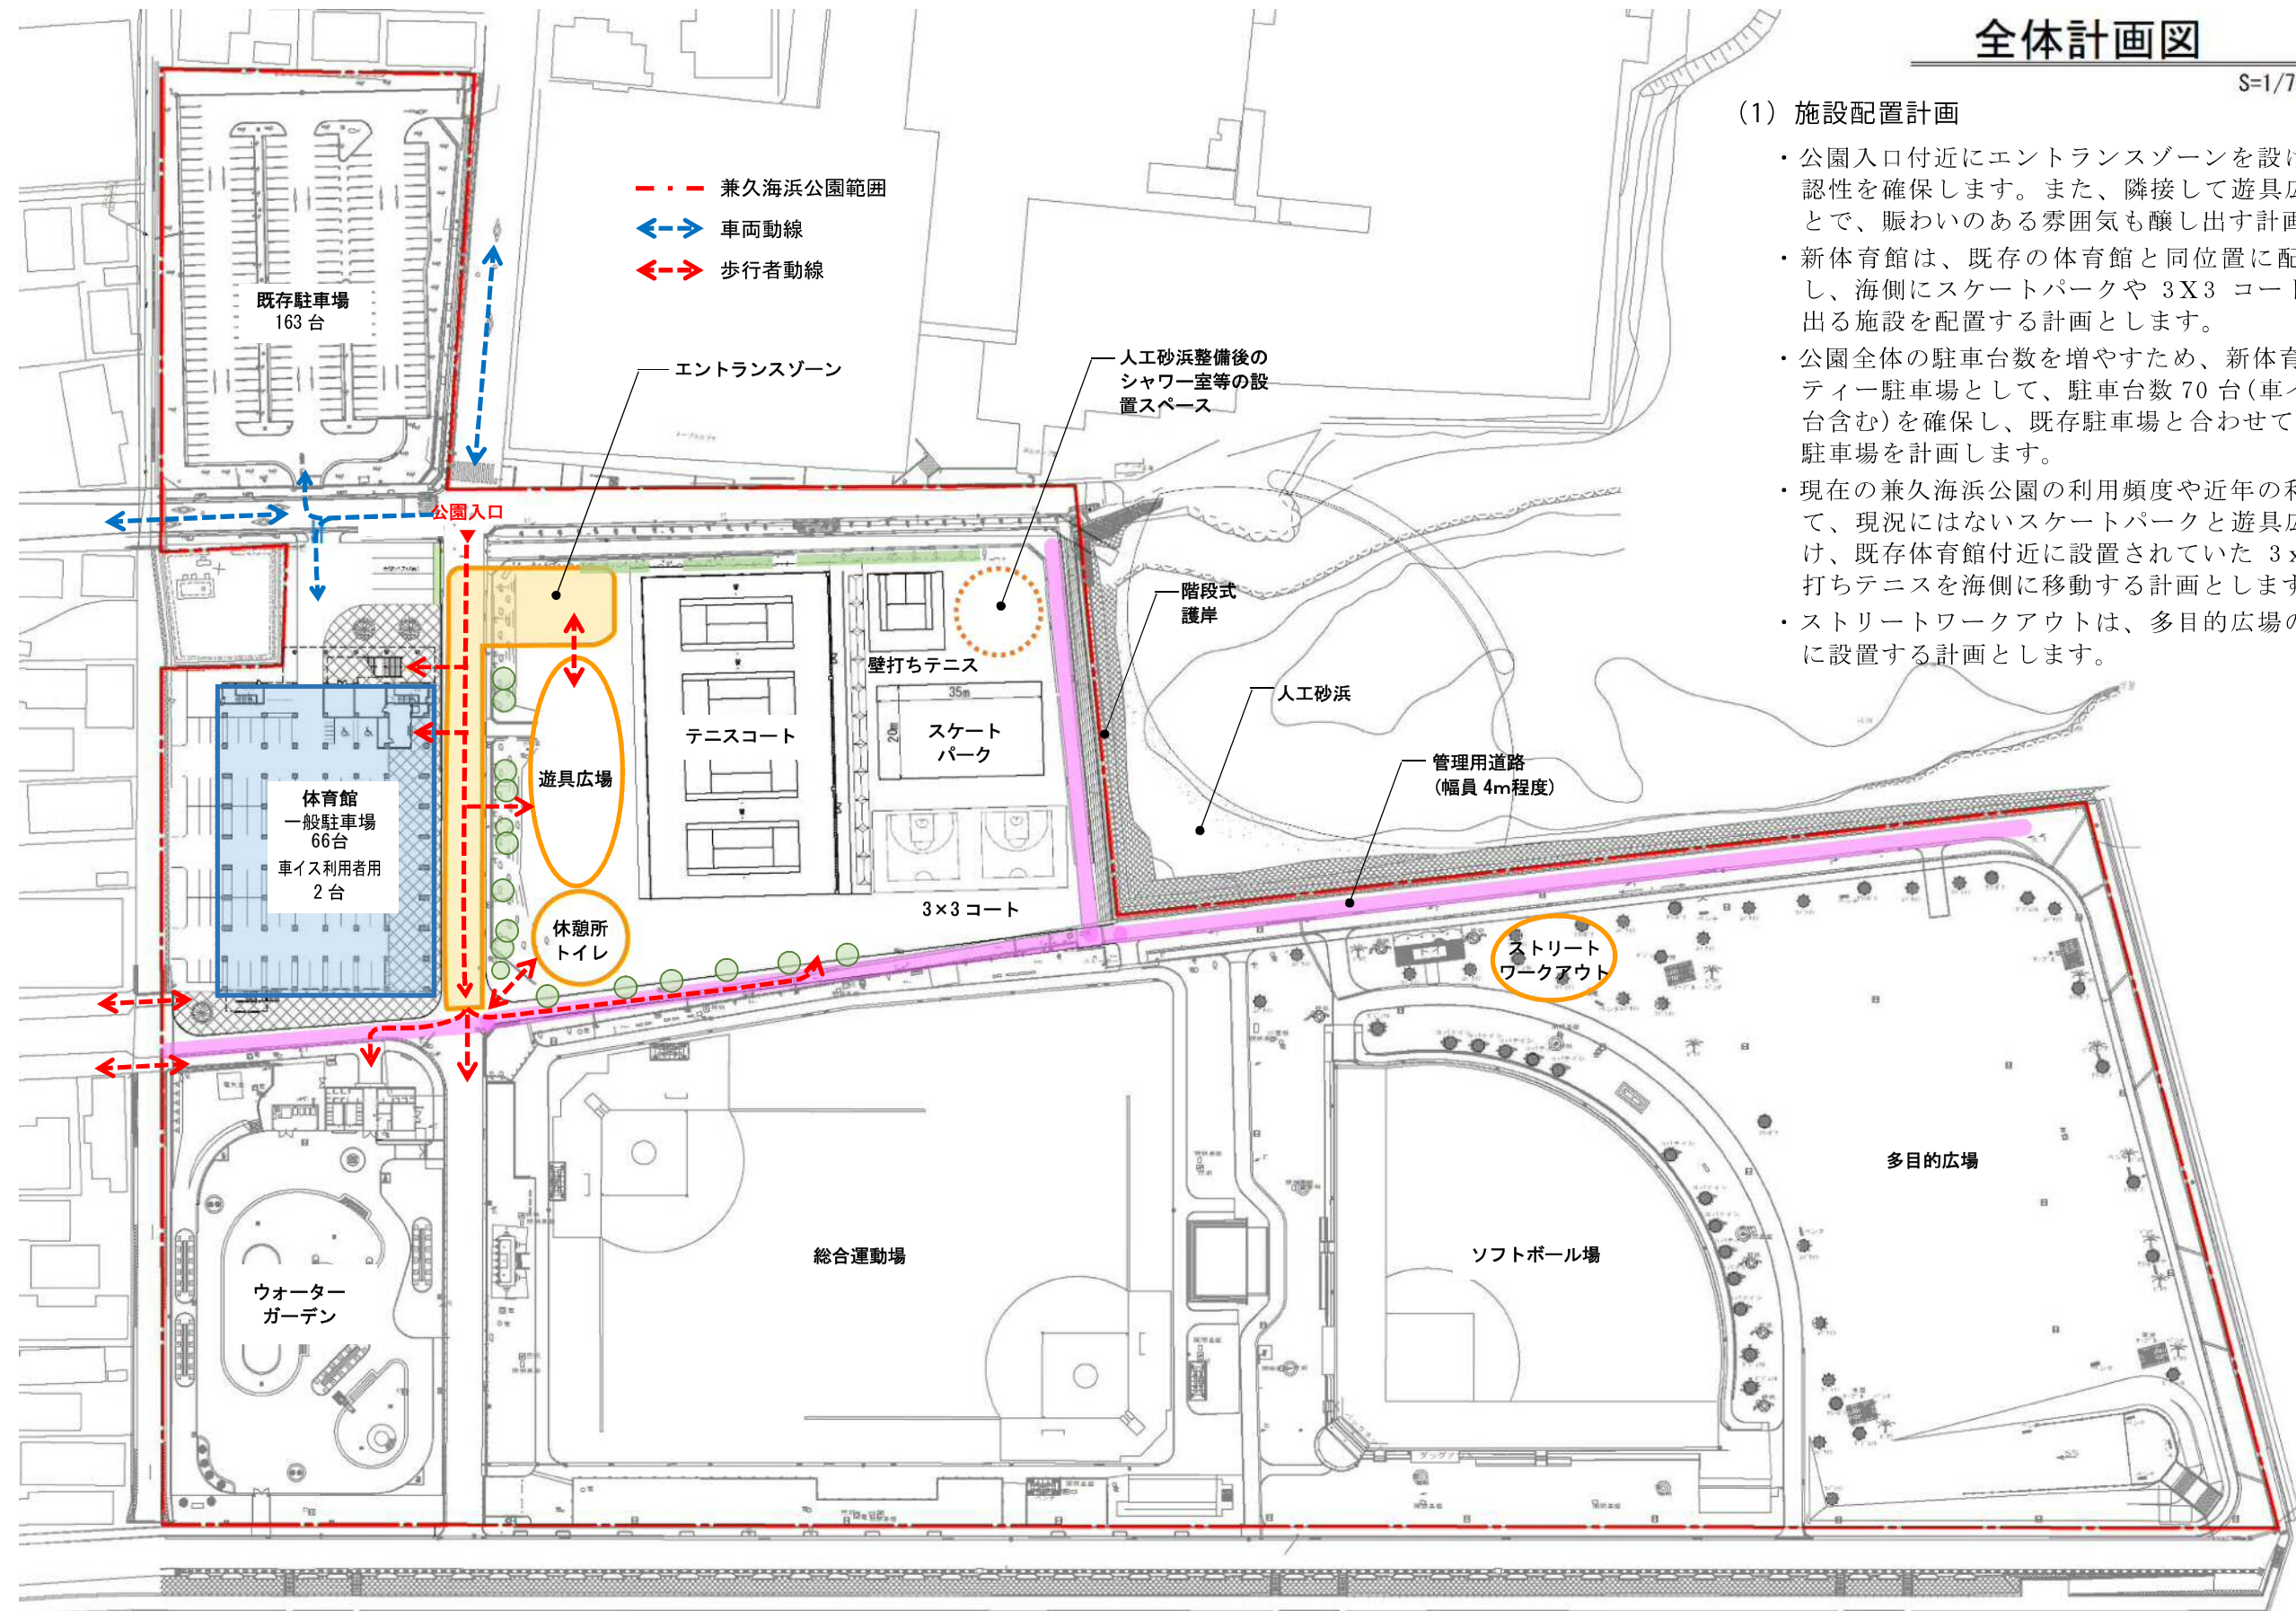 全体計画図
S=1/7
(1) 施設配置計画
・公園入口付近にエントランスゾーンを設け
認性を確保します。また、隣接して遊具広
とで、賑わいのある雰囲気も醸し出す計画
・新体育館は、既存の体育館と同位置に配
し、海側にスケートパークや 3X3 コート
出る施設を配置する計画とします。
・公園全体の駐車台数を増やすため、新体育
ティー駐車場として、駐車台数 70 台(車イ
台含む)を確保し、既存駐車場と合わせて
駐車場を計画します。
・現在の兼久海浜公園の利用頻度や近年の利
て、現況にはないスケートパークと遊具広
け、既存体育館付近に設置されていた 3x
打ちテニスを海側に移動する計画とします
・ストリートワークアウトは、多目的広場の
に設置する計画とします。
兼久海浜公園範囲
車両動線
歩行者動線
既存駐車場
163 台
エントランスゾーン
人工砂浜整備後の
シャワー室等の設
置スペース
公園入口
階段式
護岸
壁打ちテニス
35m
20m
スケート
パーク
人工砂浜
テニスコート
遊具広場
管理用道路
(幅員 4m程度)
体育館
一般駐車場
66台
車イス利用者用
2 台
3×3 コート
休憩所
トイレ
ストリート
ワークアウト
多目的広場
総合運動場
ソフトボール場
ウォーター
ガーデン